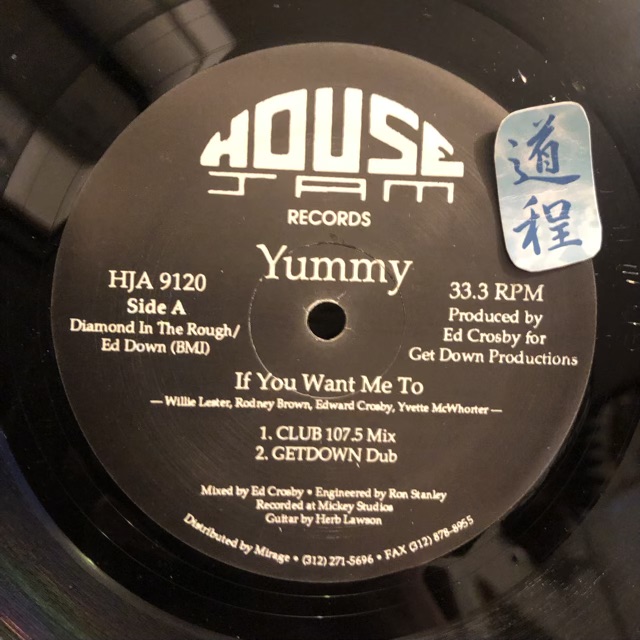 HOUSE
JAM
RECORDS
道程
Yummy
HJA 9120
Side A
Diamond In The Rough/
Ed Down (BMI)
33.3 RPM
Produced by
Ed Crosby for
Get Down Productions
If You Want Me To
— Willie Lester, Rodney Brown, Edward Crosby, Yvette McWhorter —
1. CLUB 107.5 Mix
2. GETDOWN Dub
Mixed by Ed Crosby • Engineered by Ron Stanley
Recorded at Mickey Studios
Guitar by Herb Lawson
Distributed by Mirage • (312) 271-5696 • FAX (312) 878-8955